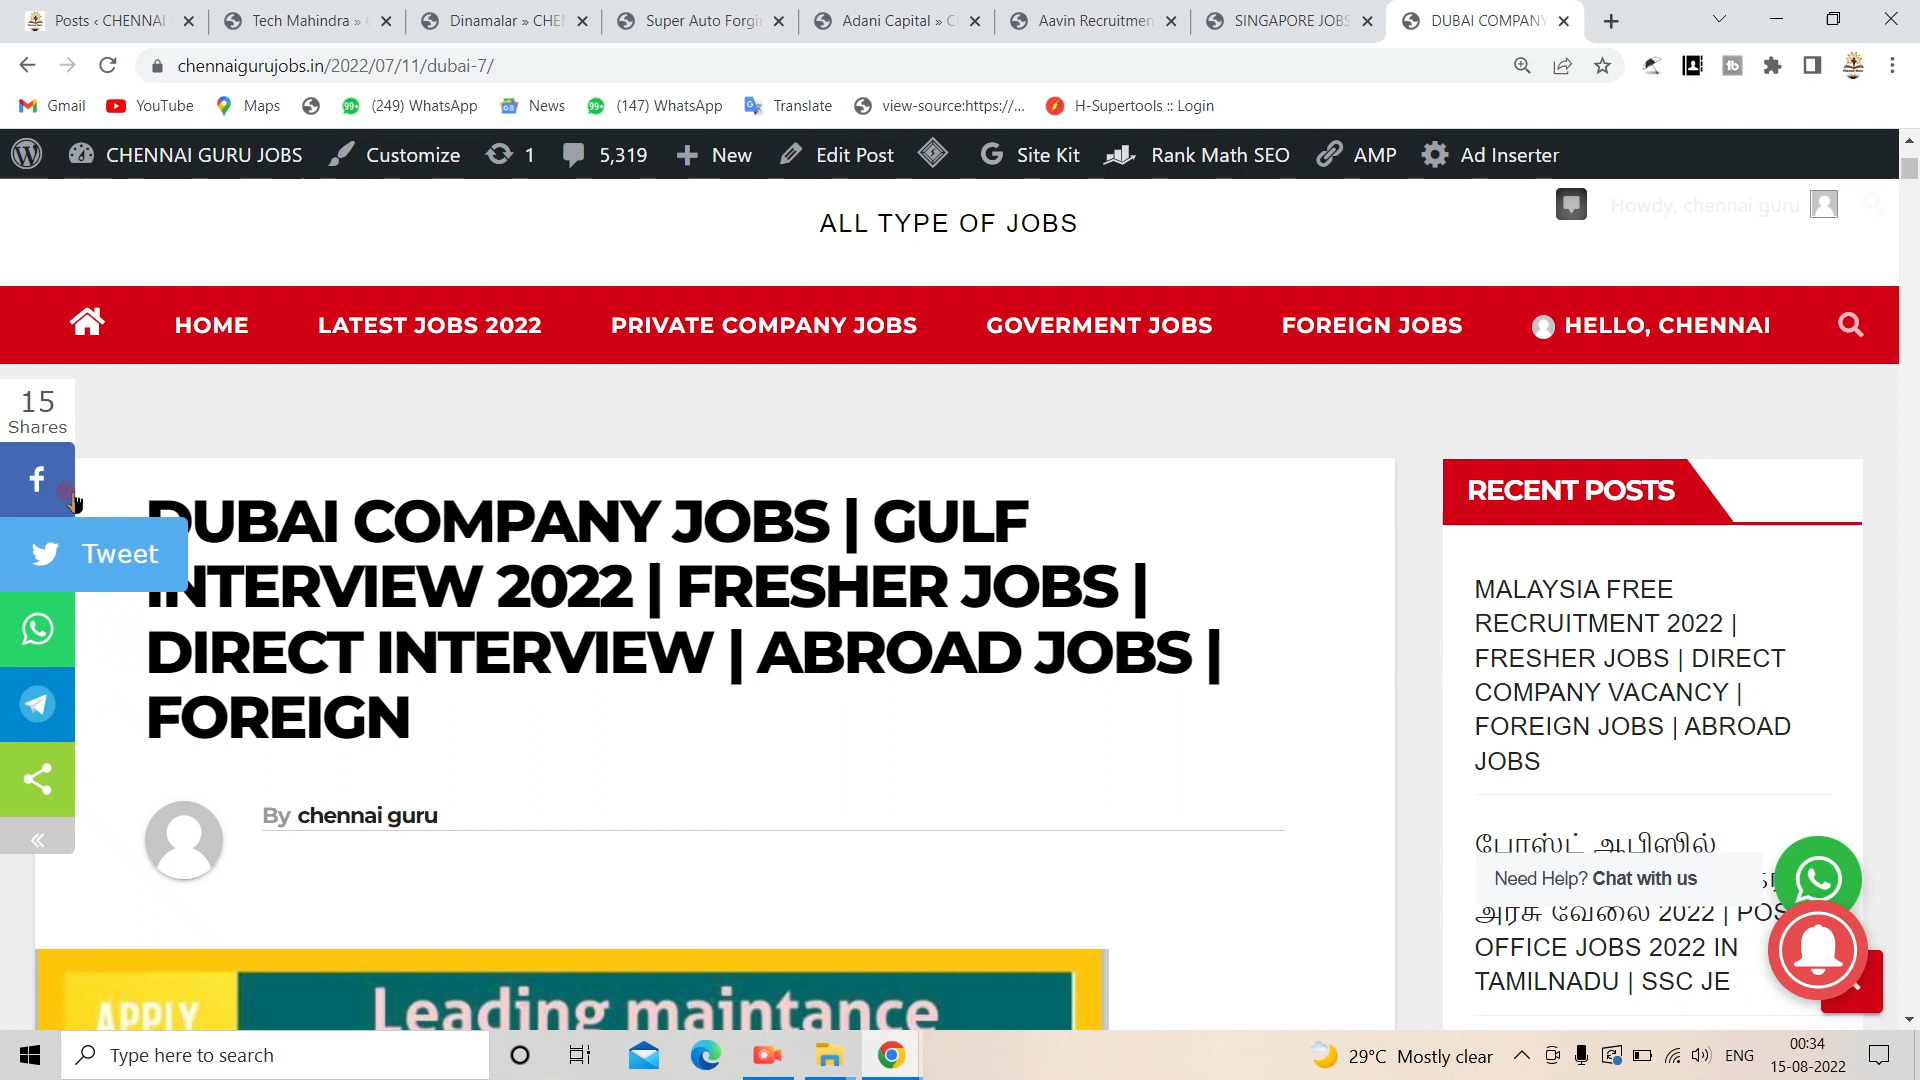 Posts ‹ CHENNAI
Tech Mahindra »
Dinamalar » CHE
Super Auto Forgi
Adani Capital »
Aavin Recruitmen
SINGAPORE JOBS
DUBAI COMPANY
chennaigurujobs.in/2022/07/11/dubai-7/
Gmail
YouTube
Maps
(249) WhatsApp
News
(147) WhatsApp
Translate
view-source:https://...
H-Supertools :: Login
CHENNAI GURU JOBS
Customize
1
5,319
New
Edit Post
Site Kit
Rank Math SEO
AMP
Ad Inserter
Howdy, chennai guru
ALL TYPE OF JOBS
HOME
LATEST JOBS 2022
PRIVATE COMPANY JOBS
GOVERMENT JOBS
FOREIGN JOBS
HELLO, CHENNAI
15
Shares
Tweet
DUBAI COMPANY JOBS | GULF
INTERVIEW 2022 | FRESHER JOBS |
DIRECT INTERVIEW | ABROAD JOBS |
FOREIGN
By chennai guru
APPLY
Leading maintance
RECENT POSTS
MALAYSIA FREE
RECRUITMENT 2022 |
FRESHER JOBS | DIRECT
COMPANY VACANCY |
FOREIGN JOBS | ABROAD
JOBS
போஸ்ட் ஆபிஸில்
Need Help? Chat with us
அரசு வேலை 2022 | POS
OFFICE JOBS 2022 IN
TAMILNADU | SSC JE
Type here to search
29°C Mostly clear
ENG
00:34
15-08-2022